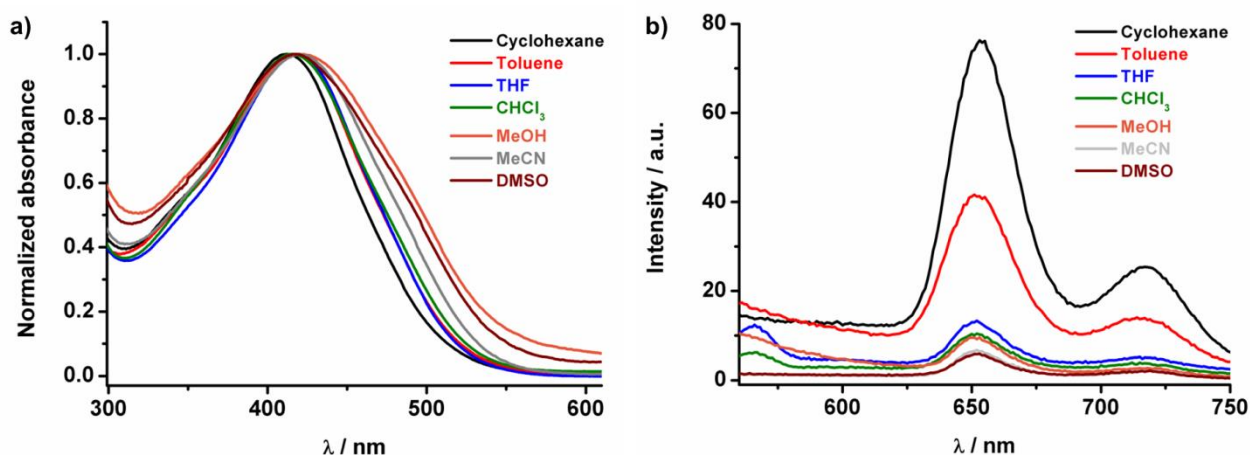 a)
Normalized absorbance
1.0
0.8
0.6
0.4
0.2
0.0
300
400
500
600
λ / nm
Cyclohexane
Toluene
THF
CHCl₃
MeOH
MeCN
DMSO
b)
Intensity / a.u.
80
60
40
20
0
600
650
700
750
λ / nm
Cyclohexane
Toluene
THF
CHCl₃
MeOH
MeCN
DMSO